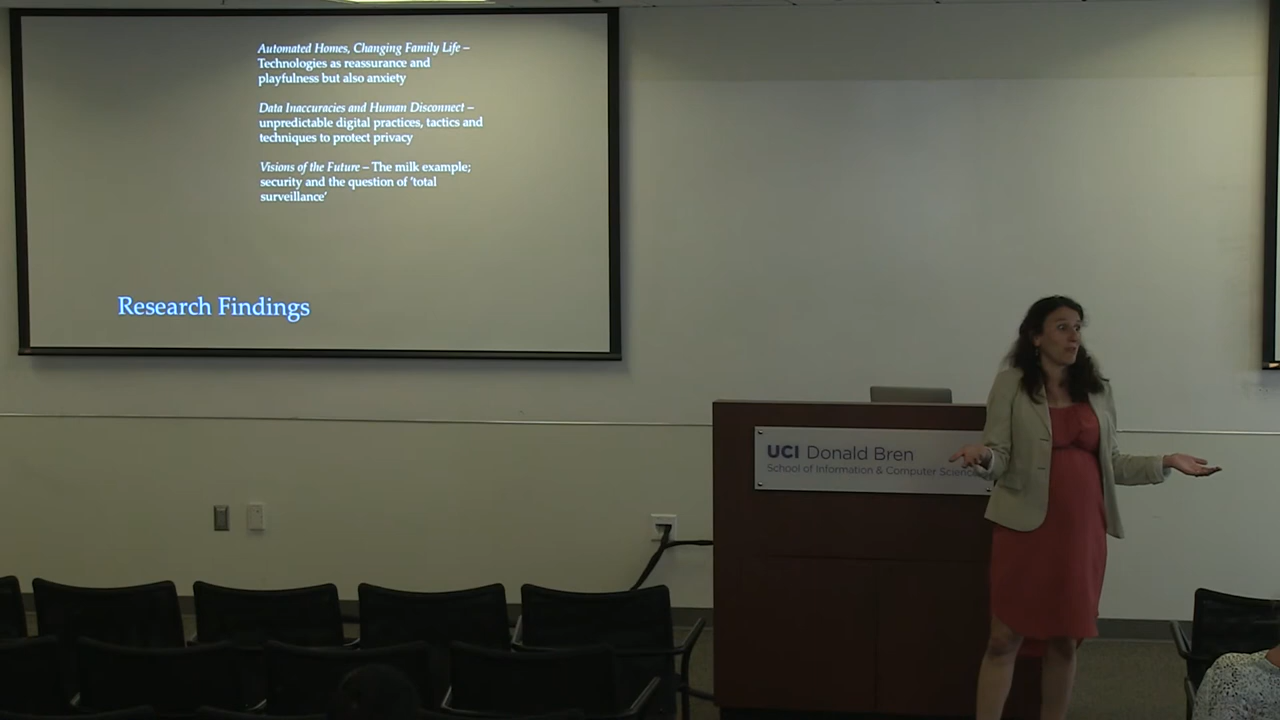 Automated Homes, Changing Family Life –
Technologies as reassurance and
playfulness but also anxiety
Data Inaccuracies and Human Disconnect –
unpredictable digital practices, tactics and
techniques to protect privacy
Visions of the Future – The milk example;
security and the question of 'total
surveillance'
Research Findings
UCI Donald Bren
School of Information & Computer Science